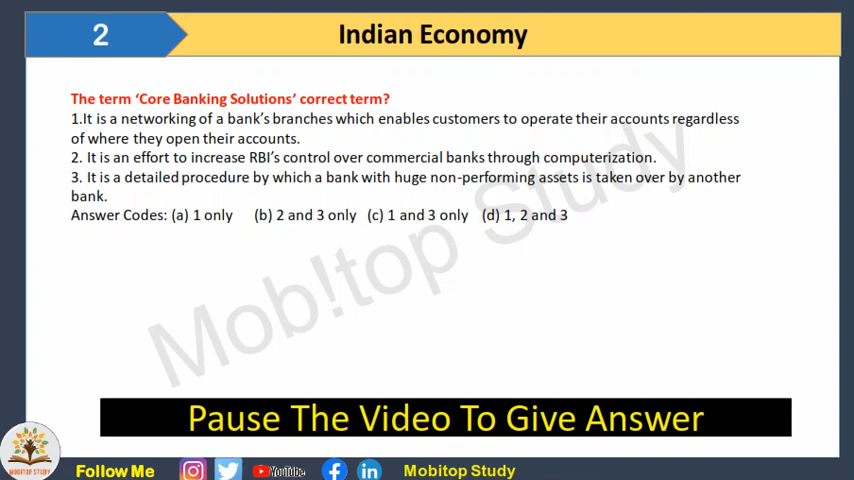 2
Indian Economy
The term ‘Core Banking Solutions’ correct term?
1.It is a networking of a bank’s branches which enables customers to operate their accounts regardless
of where they open their accounts.
2. It is an effort to increase RBI’s control over commercial banks through computerization.
3. It is a detailed procedure by which a bank with huge non-performing assets is taken over by another
bank.
Answer Codes: (a) 1 only (b) 2 and 3 only (c) 1 and 3 only (d) 1, 2 and 3
Mob!top Study
Pause The Video To Give Answer
MOBITOP STUDY
Follow Me
YouTube
Mobitop Study